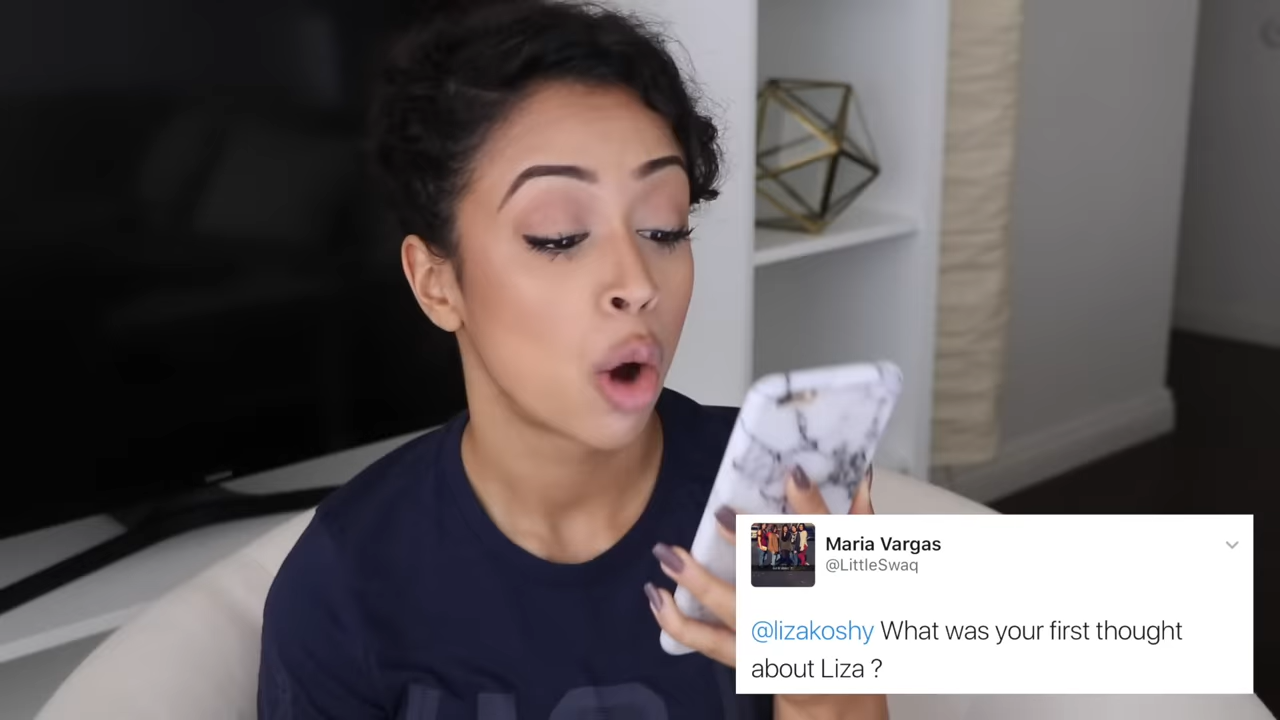 Maria Vargas
@LittleSwaq
@lizakoshy What was your first thought
about Liza ?